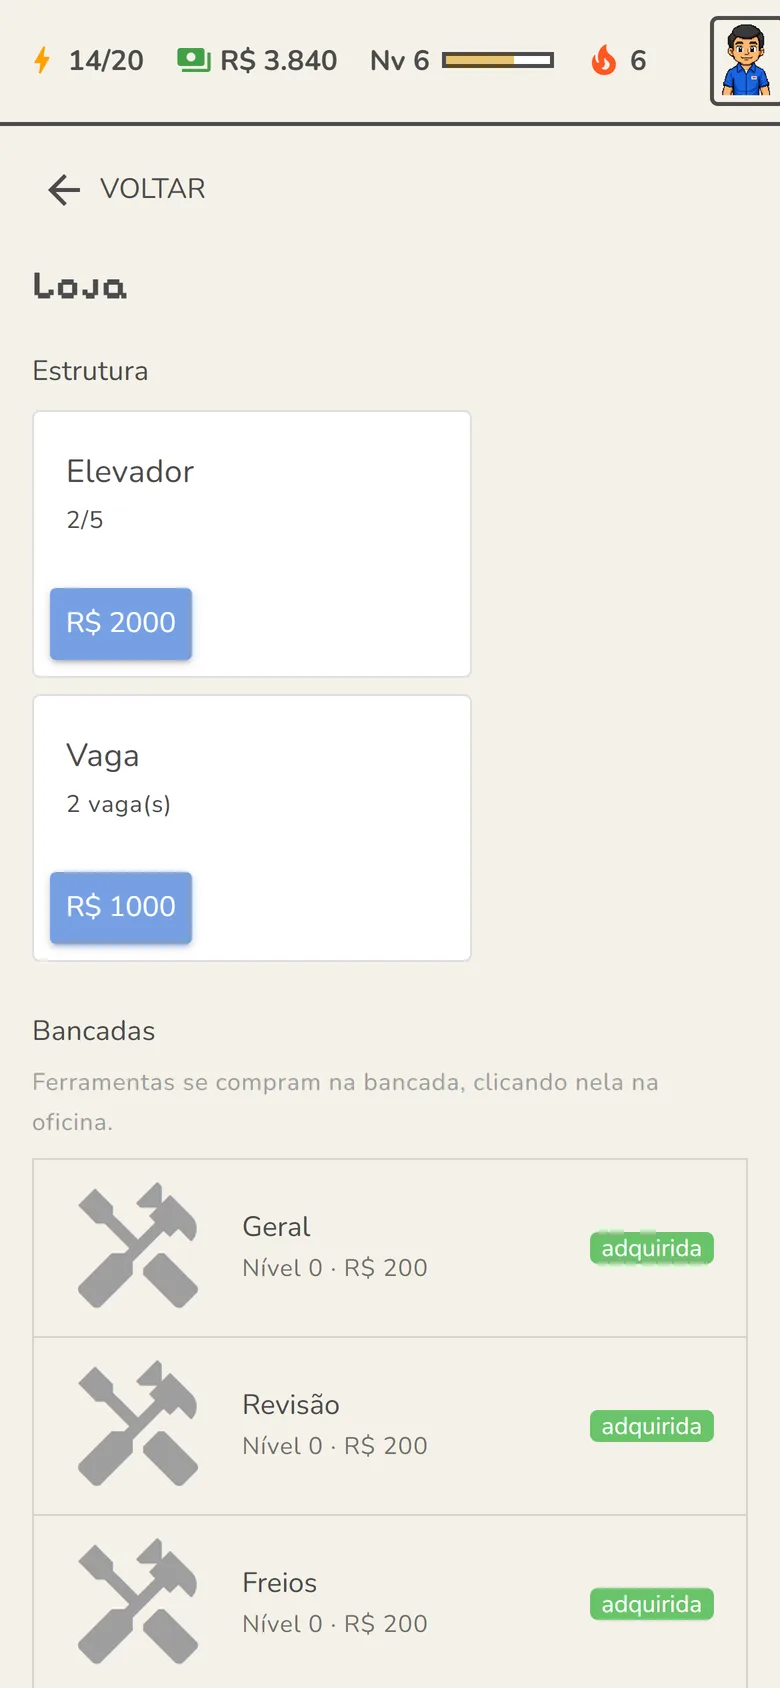 14/20 R$ 3.840 Nv 6 6
VOLTAR
Loja
Estrutura
Elevador
2/5
R$ 2000
Vaga
2 vaga(s)
R$ 1000
Bancadas
Ferramentas se compram na bancada, clicando nela na
oficina.
Geral
Nível 0 · R$ 200
adquirida
Revisão
Nível 0 · R$ 200
adquirida
Freios
Nível 0 · R$ 200
adquirida